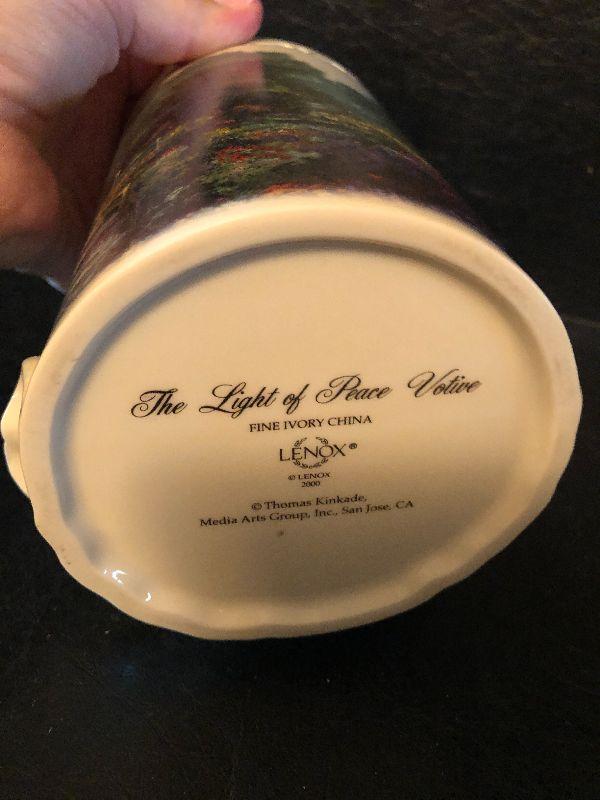 The Light of Peace Votive
FINE IVORY CHINA
LENOX®
© LENOX
2000
© Thomas Kinkade,
Media Arts Group, Inc., San Jose, CA